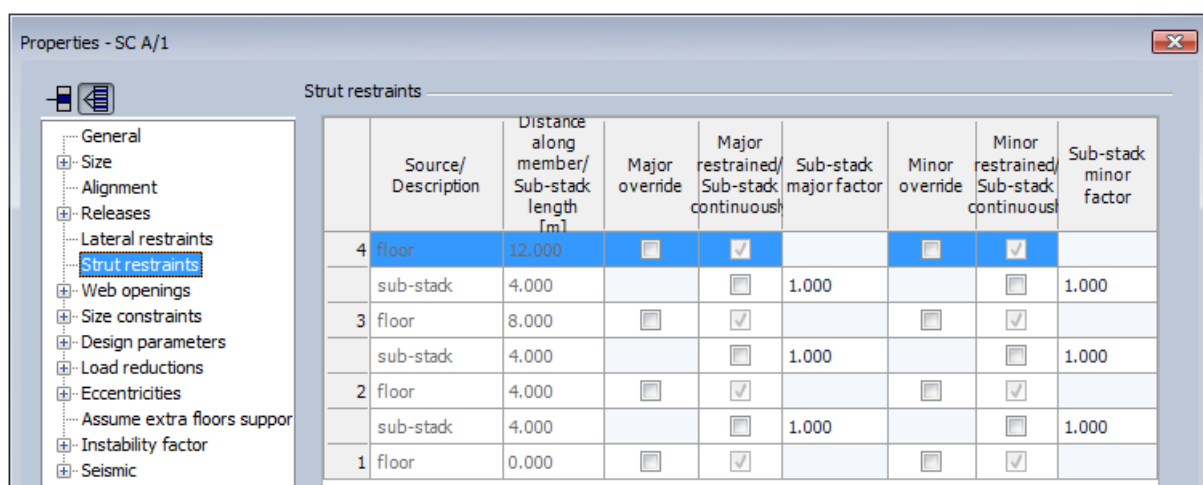 Properties - SC A/1
Strut restraints
General
Size
Alignment
Releases
Lateral restraints
Strut restraints
Web openings
Size constraints
Design parameters
Load reductions
Eccentricities
Assume extra floors suppor
Instability factor
Seismic
Source/
Description
Distance
along
member/
Sub-stack
length
[m]
Major
override
Major
restrained/
Sub-stack
continuously
Sub-stack
major factor
Minor
override
Minor
restrained/
Sub-stack
continuousl
Sub-stack
minor
factor
4 floor 12.000
sub-stack 4.000 1.000 1.000
3 floor 8.000
sub-stack 4.000 1.000 1.000
2 floor 4.000
sub-stack 4.000 1.000 1.000
1 floor 0.000